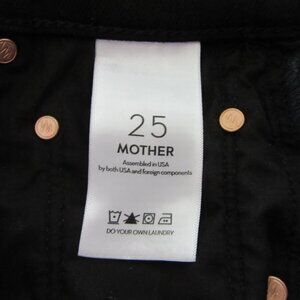 25
MOTHER
Assembled in USA
by both USA and foreign components
DO YOUR OWN LAUNDRY